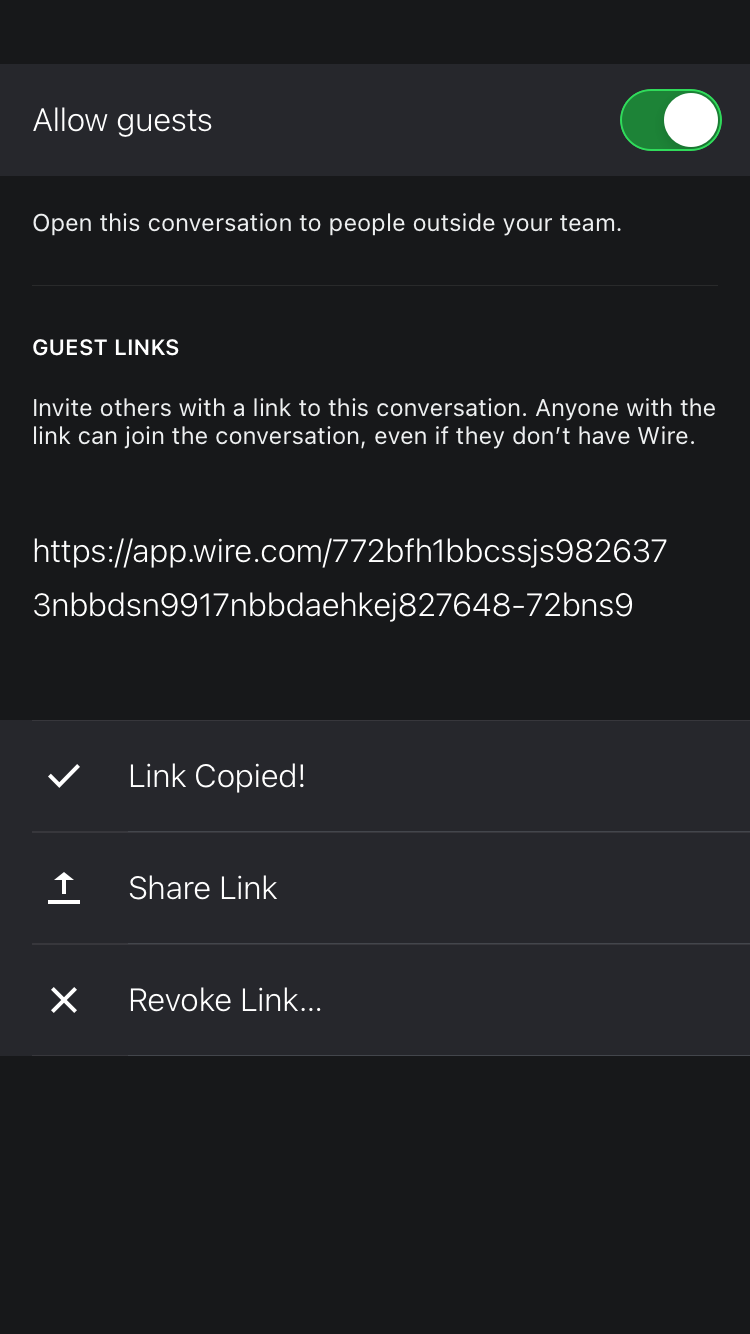 Allow guests
Open this conversation to people outside your team.
GUEST LINKS
Invite others with a link to this conversation. Anyone with the
link can join the conversation, even if they don’t have Wire.
https://app.wire.com/772bfh1bbcssjs982637
3nbbdsn9917nbbdaehkej827648-72bns9
Link Copied!
Share Link
Revoke Link...